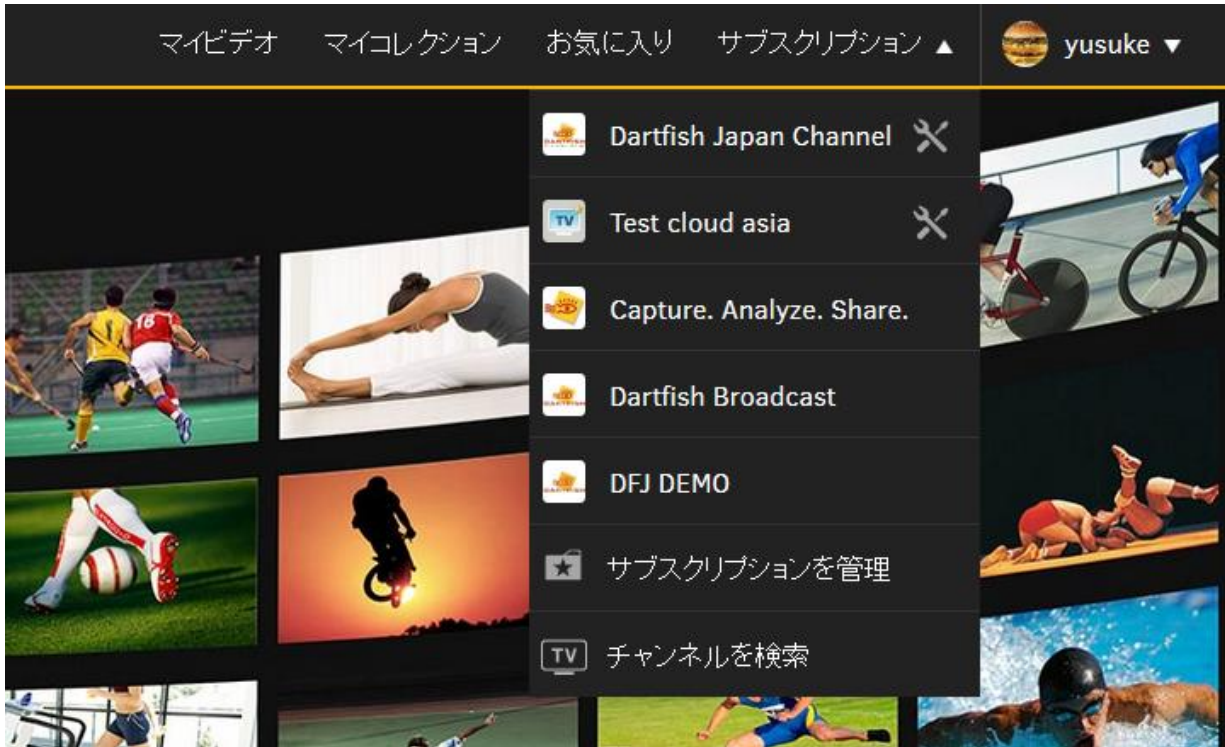 マイビデオ マイコレクション お気に入り サブスクリプション ▲ yusuke ▼
Dartfish Japan Channel
TV Test cloud asia
Capture. Analyze. Share.
Dartfish Broadcast
DFJ DEMO
サブスクリプションを管理
TV チャンネルを検索
16